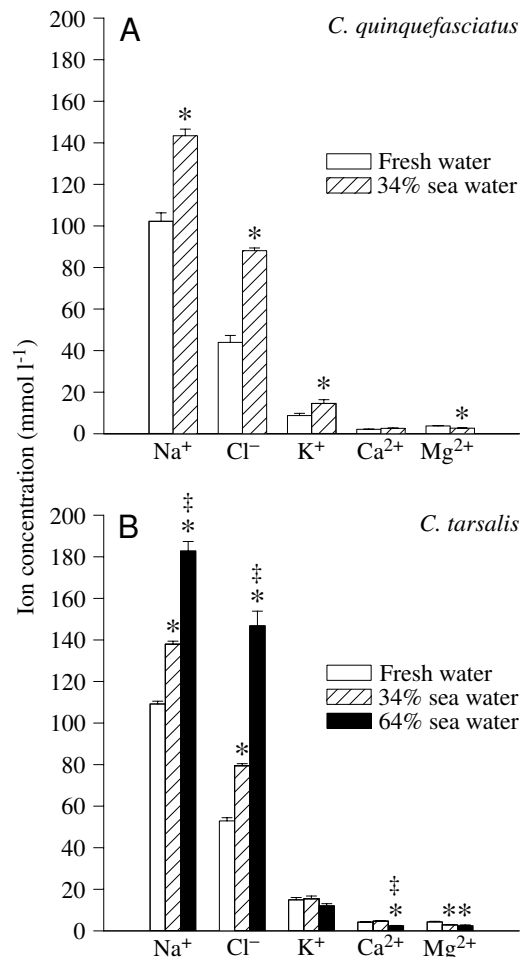 A
C. quinquefasciatus
200
180
160
140
120
100
80
60
40
20
0
*
*
*
*
Fresh water
34% sea water
Na⁺
Cl⁻
K⁺
Ca²⁺
Mg²⁺
Ion concentration (mmol l⁻¹)
B
C. tarsalis
200
180
160
140
120
100
80
60
40
20
0
‡
*
*
‡
*
*
‡
*
**
Fresh water
34% sea water
64% sea water
Na⁺
Cl⁻
K⁺
Ca²⁺
Mg²⁺